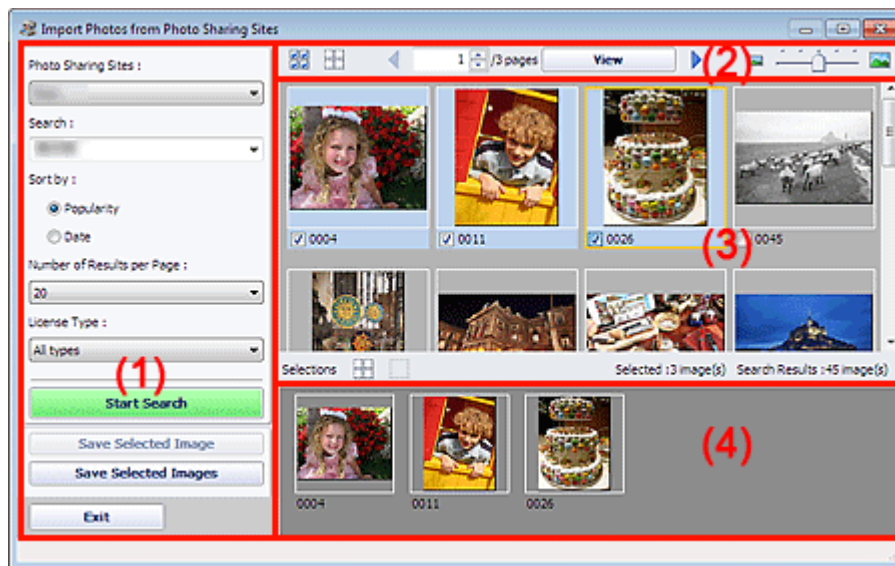 Import Photos from Photo Sharing Sites
Photo Sharing Sites :
Search :
Sort by :
Popularity
Date
Number of Results per Page :
20
License Type :
All types
(1)
Start Search
Save Selected Image
Save Selected Images
Exit
1 /3 pages View
(2)
0004 0011 0026 0045
(3)
Selections Selected :3 image(s) Search Results :45 image(s)
(4)
0004 0011 0026